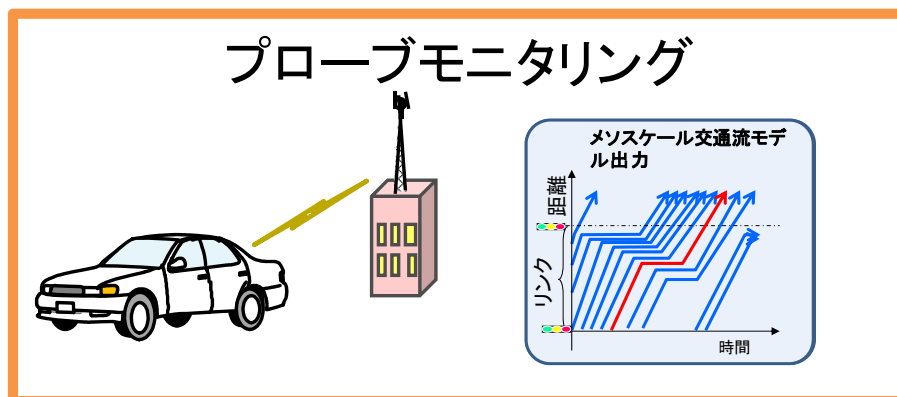 プローブモニタリング
メソスケール交通流モデ
ル出力
距離
リンク
時間